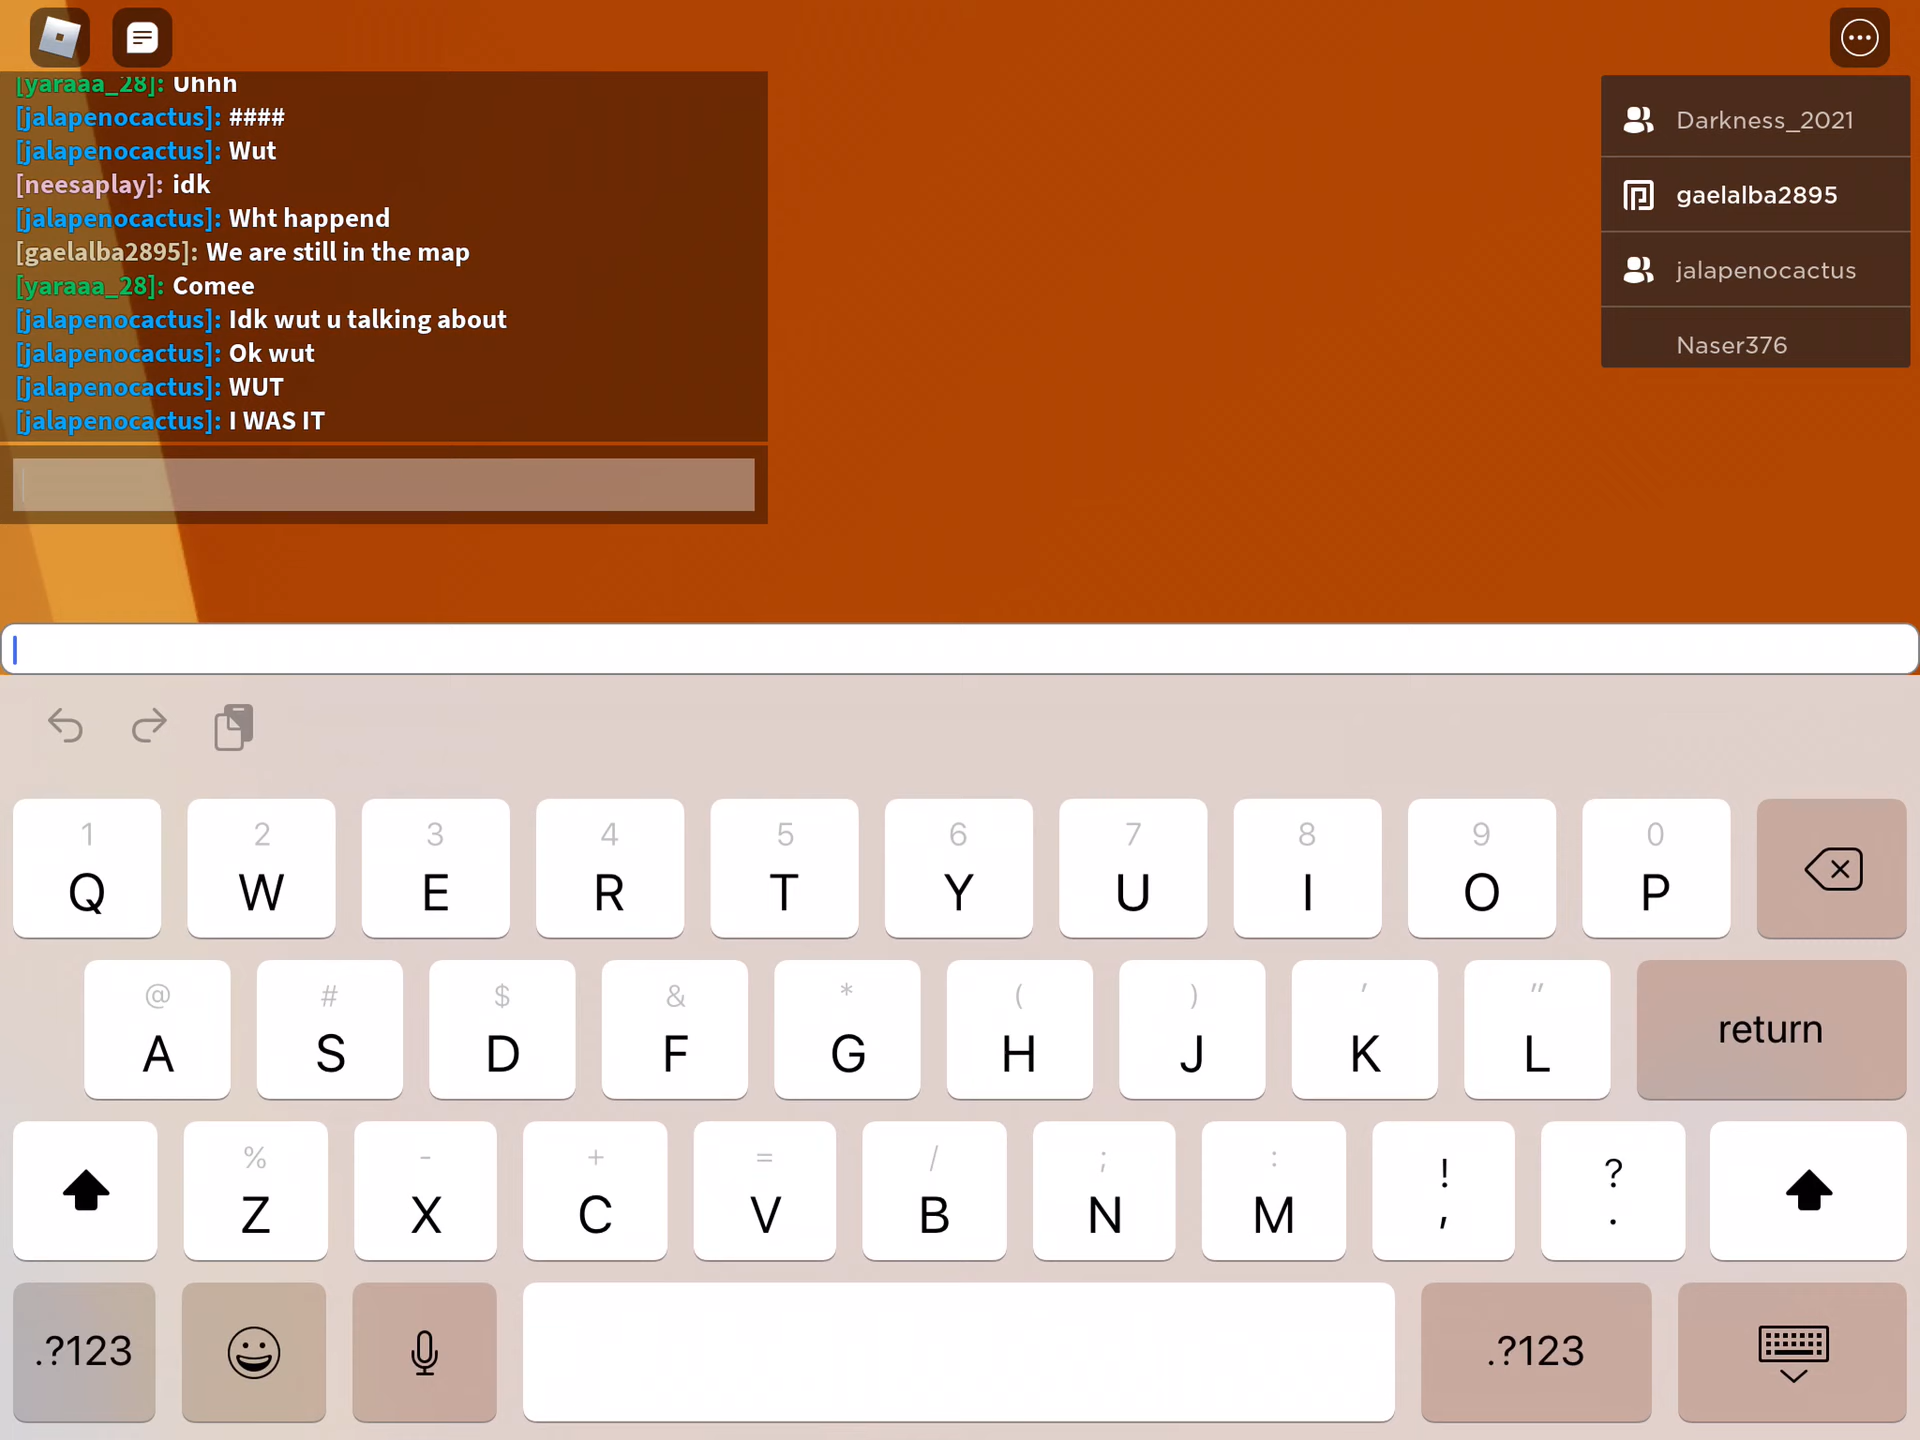 [yaraaa_28]: Uhhh
[jalapenocactus]: ####
[jalapenocactus]: Wut
[neesaplay]: idk
[jalapenocactus]: Wht happend
[gaelalba2895]: We are still in the map
[yaraaa_28]: Comee
[jalapenocactus]: Idk wut u talking about
[jalapenocactus]: Ok wut
[jalapenocactus]: WUT
[jalapenocactus]: I WAS IT
Darkness_2021
gaelalba2895
jalapenocactus
Naser376
1 2 3 4 5 6 7 8 9 0
Q W E R T Y U I O P
@ # $ & * ( ) ' "
A S D F G H J K L return
% - + = / ; : ! ?
Z X C V B N M , .
.?123 .?123